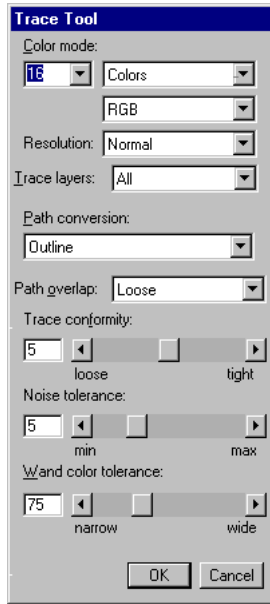 Trace Tool
Color mode:
16 Colors
RGB
Resolution: Normal
Trace layers: All
Path conversion:
Outline
Path overlap: Loose
Trace conformity:
5
loose tight
Noise tolerance:
5
min max
Wand color tolerance:
75
narrow wide
OK Cancel